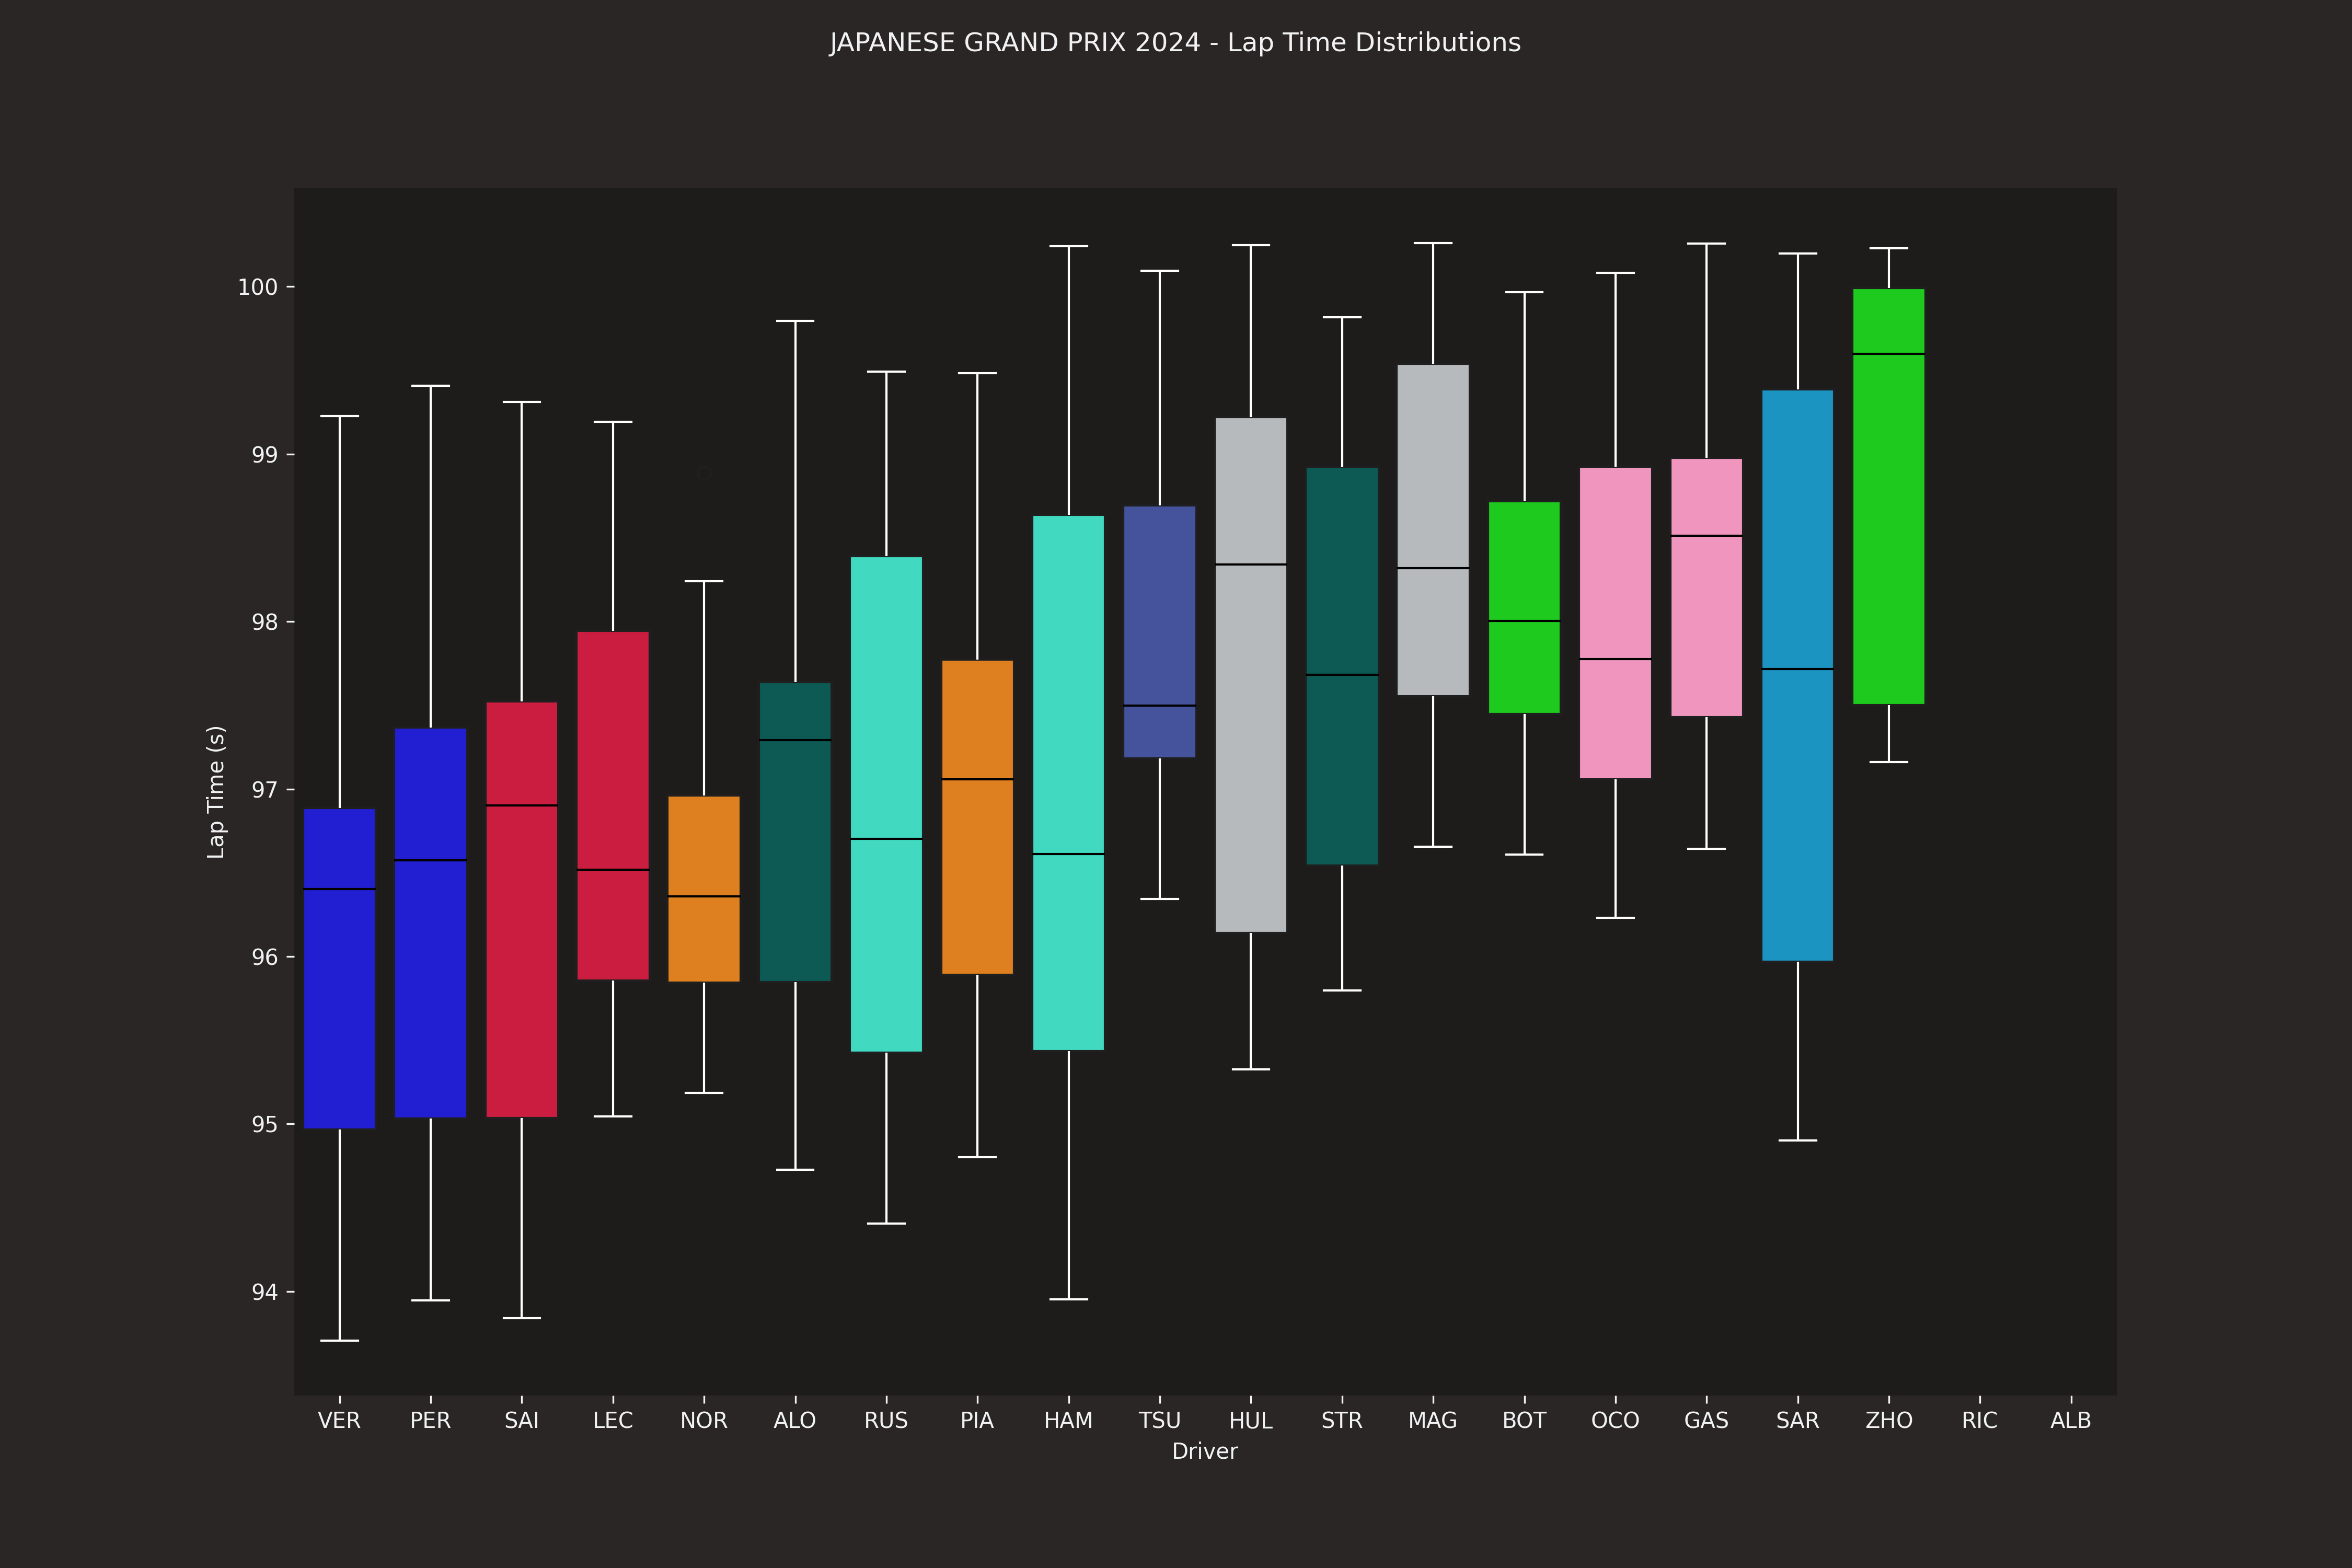 JAPANESE GRAND PRIX 2024 - Lap Time Distributions
100
99
98
97
96
95
94
Lap Time (s)
VER PER SAI LEC NOR ALO RUS PIA HAM TSU HUL STR MAG BOT OCO GAS SAR ZHO RIC ALB
Driver